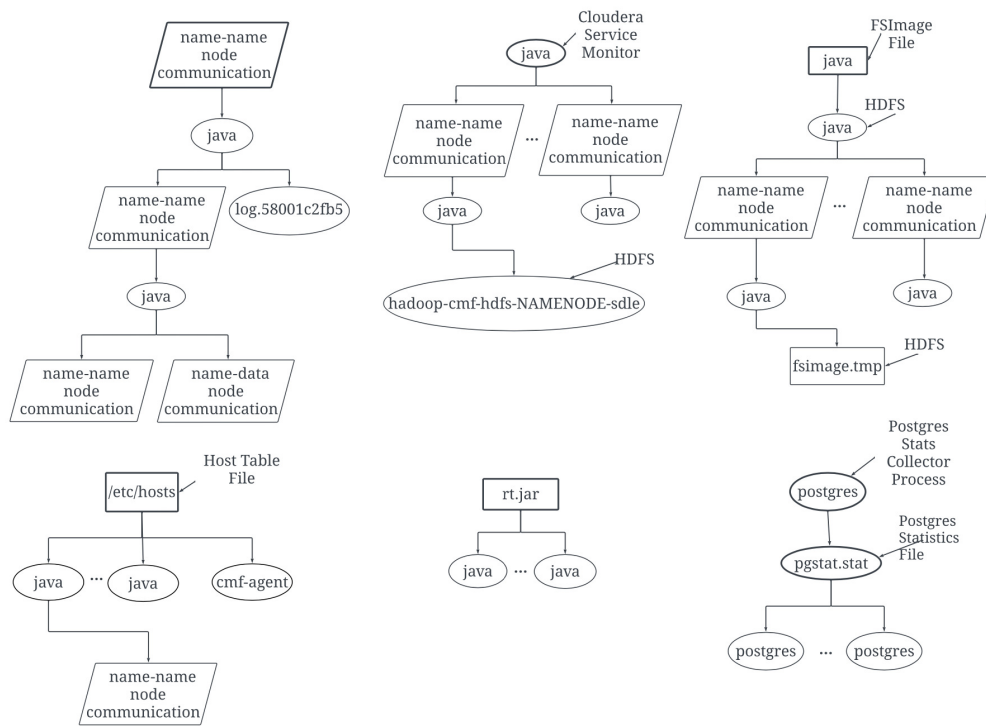 name-name
node
communication
java
name-name
node
communication
log.58001c2fb5
java
name-name
node
communication
name-data
node
communication
Cloudera
Service
Monitor
java
name-name
node
communication
...
name-name
node
communication
java
java
HDFS
hadoop-cmf-hdfs-NAMENODE-sdle
FSImage
File
java
HDFS
java
name-name
node
communication
...
name-name
node
communication
java
java
HDFS
fsimage.tmp
Host Table
File
/etc/hosts
java
...
java
cmf-agent
name-name
node
communication
rt.jar
java
...
java
Postgres
Stats
Collector
Process
postgres
Postgres
Statistics
File
pgstat.stat
postgres
...
postgres